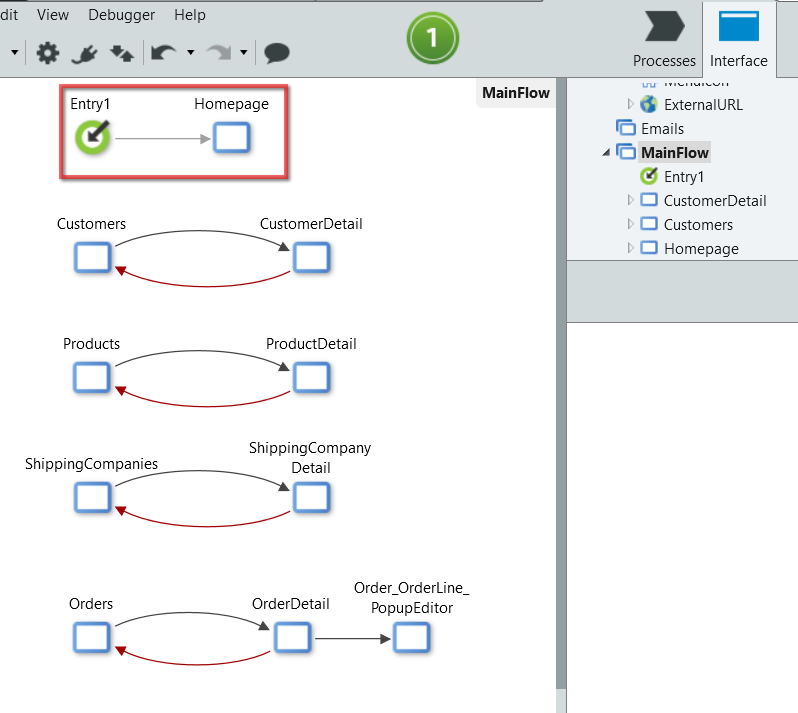 dit View Debugger Help
1
Processes
Interface
MainFlow
Entry1
Homepage
Customers
CustomerDetail
Products
ProductDetail
ShippingCompanies
ShippingCompany
Detail
Orders
OrderDetail
Order_OrderLine_
PopupEditor
MenuIcon
ExternalURL
Emails
MainFlow
Entry1
CustomerDetail
Customers
Homepage